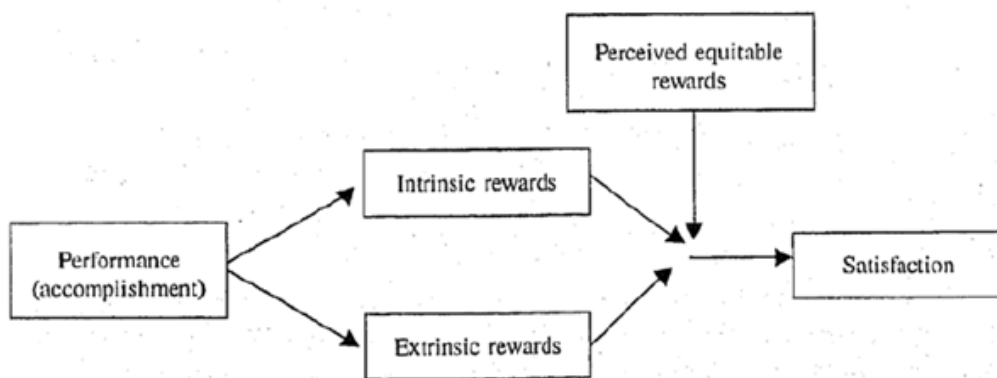 Perceived equitable
rewards
Intrinsic rewards
Performance
(accomplishment)
Satisfaction
Extrinsic rewards